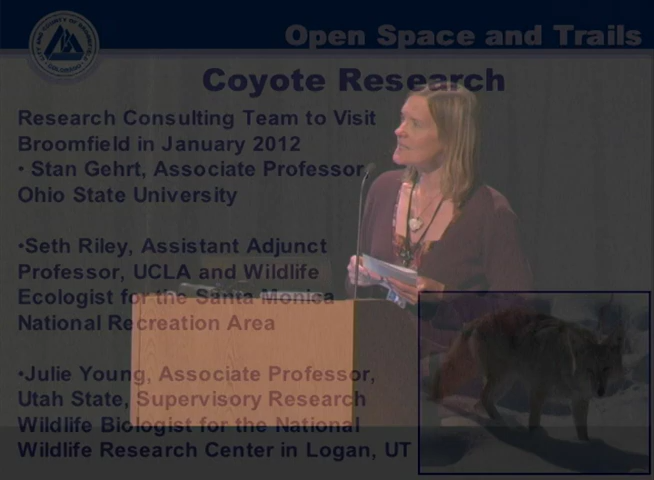 Open Space and Trails
Coyote Research
Research Consulting Team to Visit
Broomfield in January 2012
• Stan Gehrt, Associate Professor
Ohio State University
•Seth Riley, Assistant Adjunct
Professor, UCLA and Wildlife
Ecologist for the Santa Monica
National Recreation Area
•Julie Young, Associate Professor,
Utah State, Supervisory Research
Wildlife Biologist for the National
Wildlife Research Center in Logan, UT